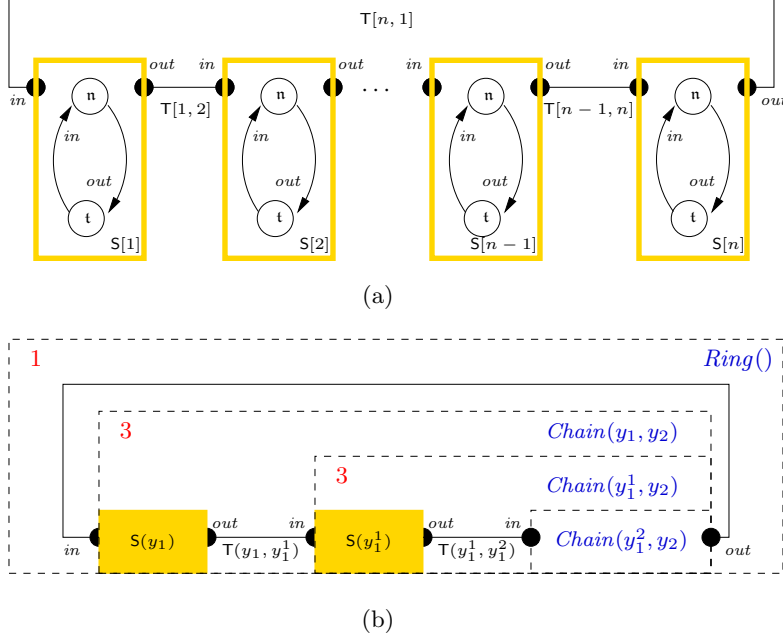 T[n, 1]
out in out in out in
in T[1, 2] ... T[n − 1, n] out
𝔫 𝔫 𝔫 𝔫
in in in in
out out out out
𝔱 𝔱 𝔱 𝔱
S[1] S[2] S[n − 1] S[n]
(a)
1 Ring()
3 Chain(y₁, y₂)
3 Chain(y₁¹, y₂)
out in out in
S(y₁) S(y₁¹) Chain(y₁², y₂)
in T(y₁, y₁¹) T(y₁¹, y₁²) out
(b)